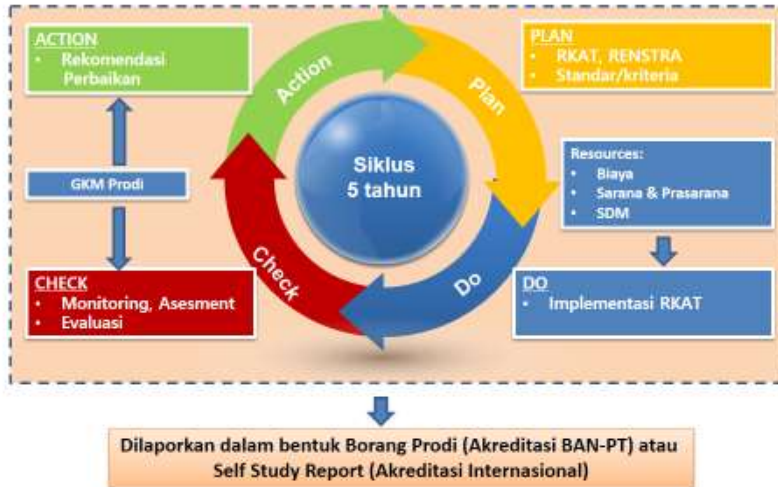 ACTION
• Rekomendasi
Perbaikan
GKM Prodi
CHECK
• Monitoring, Asesment
• Evaluasi
Action
Plan
Do
Check
Siklus
5 tahun
PLAN
• RKAT, RENSTRA
• Standar/kriteria
Resources:
• Biaya
• Sarana & Prasarana
• SDM
DO
• Implementasi RKAT
Dilaporkan dalam bentuk Borang Prodi (Akreditasi BAN-PT) atau
Self Study Report (Akreditasi Internasional)